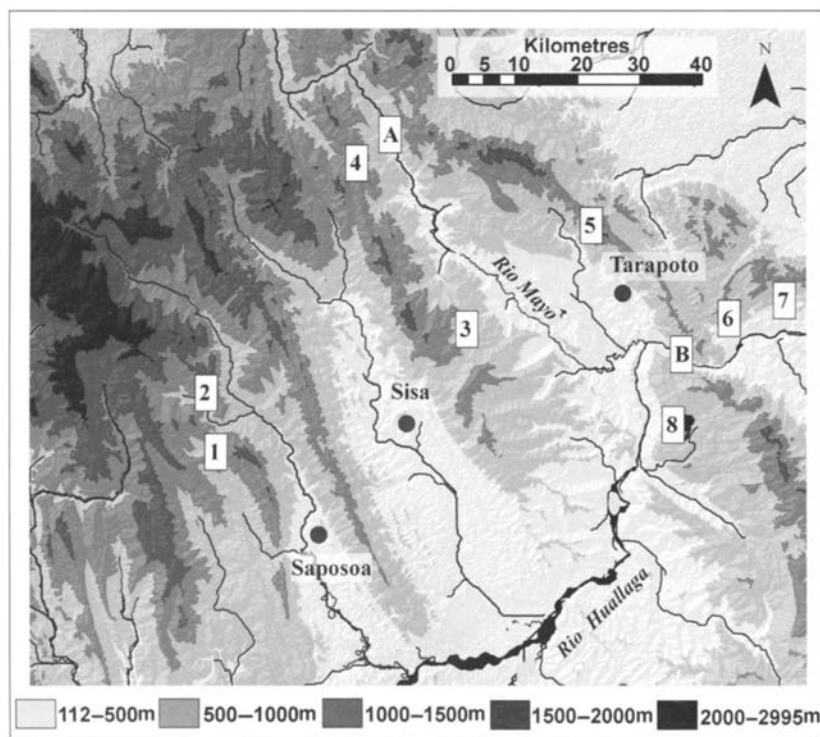 Kilometres
0 5 10 20 30 40
N
A
4
5
Rio Mayo
Tarapoto
7
6
3
B
2
Sisa
8
1
Saposoa
Rio Huallaga
112–500m 500–1000m 1000–1500m 1500–2000m 2000–2995m